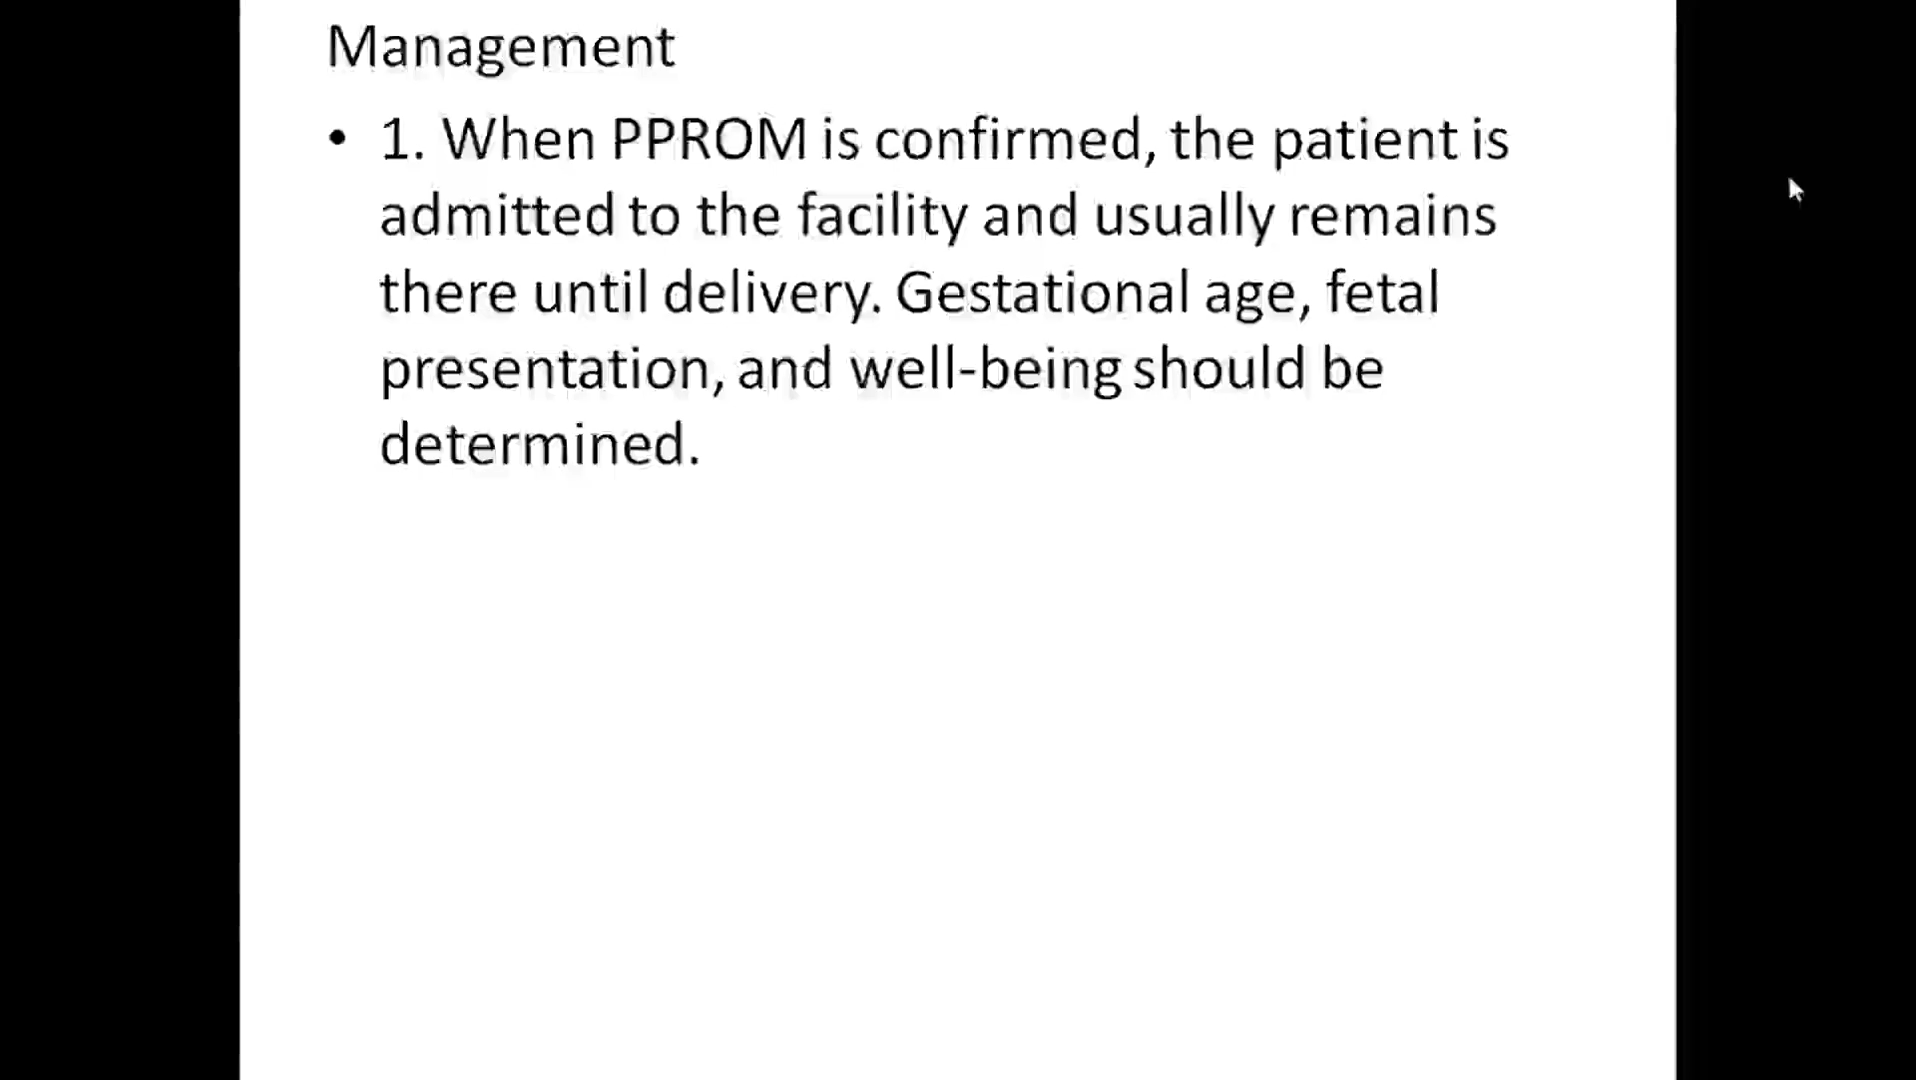 Management
• 1. When PPROM is confirmed, the patient is
admitted to the facility and usually remains
there until delivery. Gestational age, fetal
presentation, and well-being should be
determined.